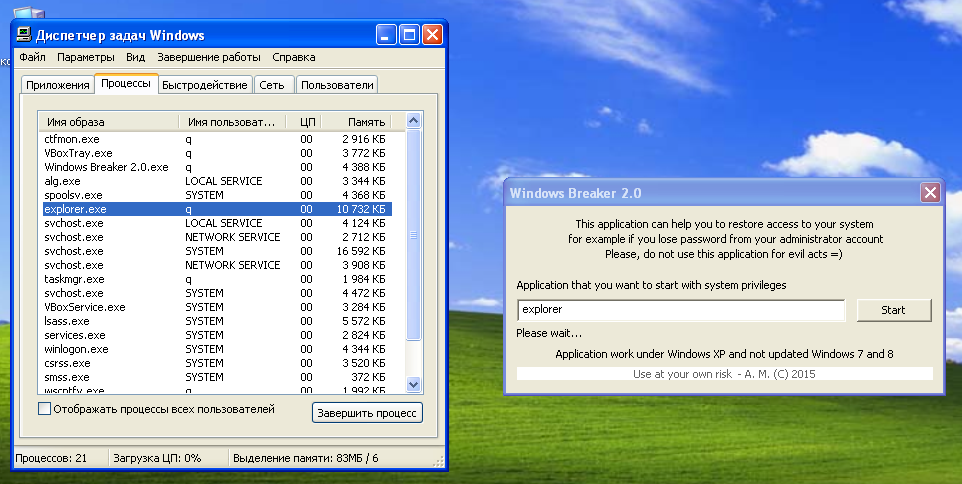 Диспетчер задач Windows
Файл Параметры Вид Завершение работы Справка
Приложения Процессы Быстродействие Сеть Пользователи
Имя образа Имя пользоват... ЦП Память
ctfmon.exe q 00 2 916 КБ
VBoxTray.exe q 00 3 772 КБ
Windows Breaker 2.0.exe q 00 4 388 КБ
alg.exe LOCAL SERVICE 00 3 344 КБ
spoolsv.exe SYSTEM 00 4 368 КБ
explorer.exe q 00 10 732 КБ
svchost.exe LOCAL SERVICE 00 4 124 КБ
svchost.exe NETWORK SERVICE 00 2 712 КБ
svchost.exe SYSTEM 00 16 592 КБ
svchost.exe NETWORK SERVICE 00 3 908 КБ
taskmgr.exe q 00 1 984 КБ
svchost.exe SYSTEM 00 4 472 КБ
VBoxService.exe SYSTEM 00 3 284 КБ
lsass.exe SYSTEM 00 5 572 КБ
services.exe SYSTEM 00 2 824 КБ
winlogon.exe SYSTEM 00 4 344 КБ
csrss.exe SYSTEM 00 3 520 КБ
smss.exe SYSTEM 00 372 КБ
wscntfy.exe q 00 1 992 КБ
Отображать процессы всех пользователей
Завершить процесс
Процессов: 21 Загрузка ЦП: 0% Выделение памяти: 83МБ / 6
Windows Breaker 2.0
This application can help you to restore access to your system
for example if you lose password from your administrator account
Please, do not use this application for evil acts =)
Application that you want to start with system privileges
explorer
Start
Please wait...
Application work under Windows XP and not updated Windows 7 and 8
Use at your own risk - A. M. (C) 2015